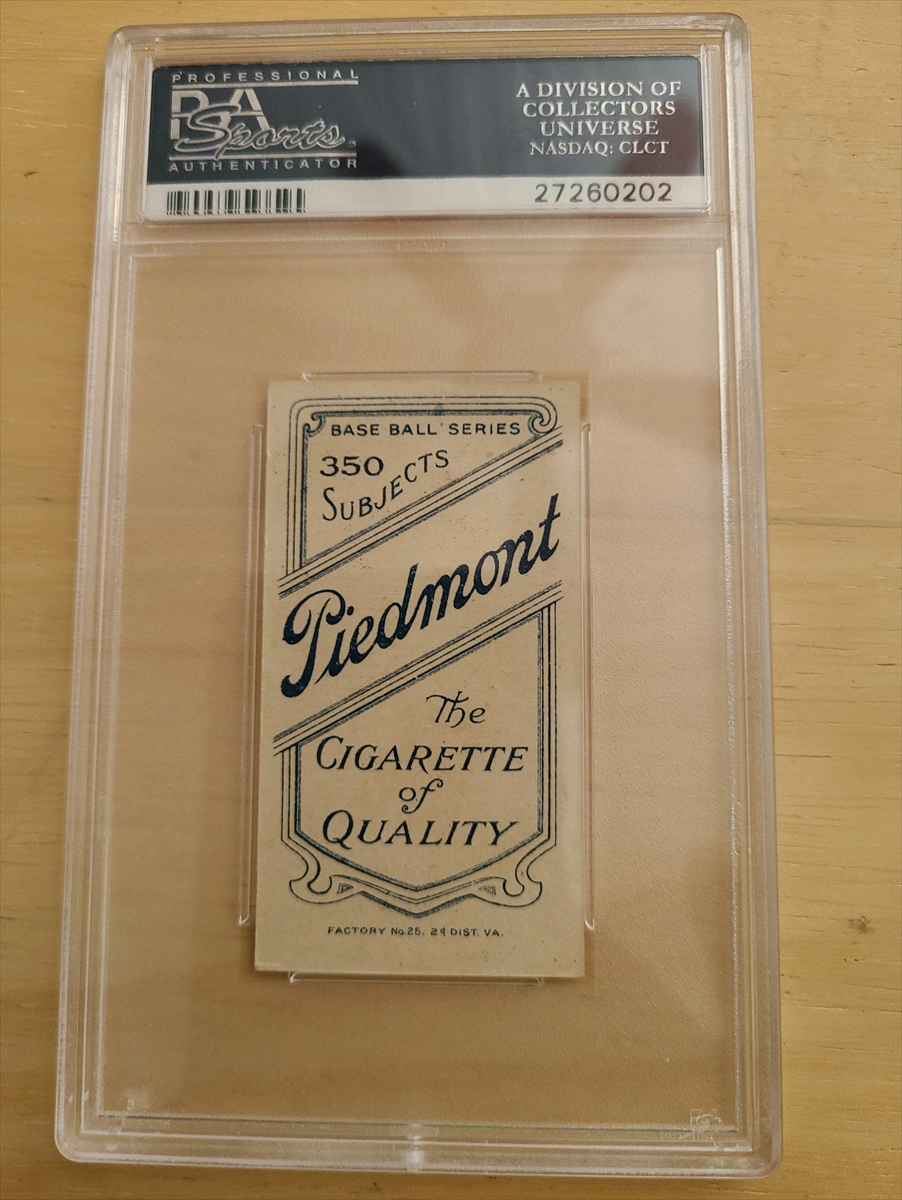 PROFESSIONAL
PSA
Sports
AUTHENTICATOR
A DIVISION OF
COLLECTORS
UNIVERSE
NASDAQ: CLCT
27260202
BASE BALL SERIES
350
SUBJECTS
Piedmont
The
CIGARETTE
of
QUALITY
FACTORY No. 25, 2d DIST. VA.